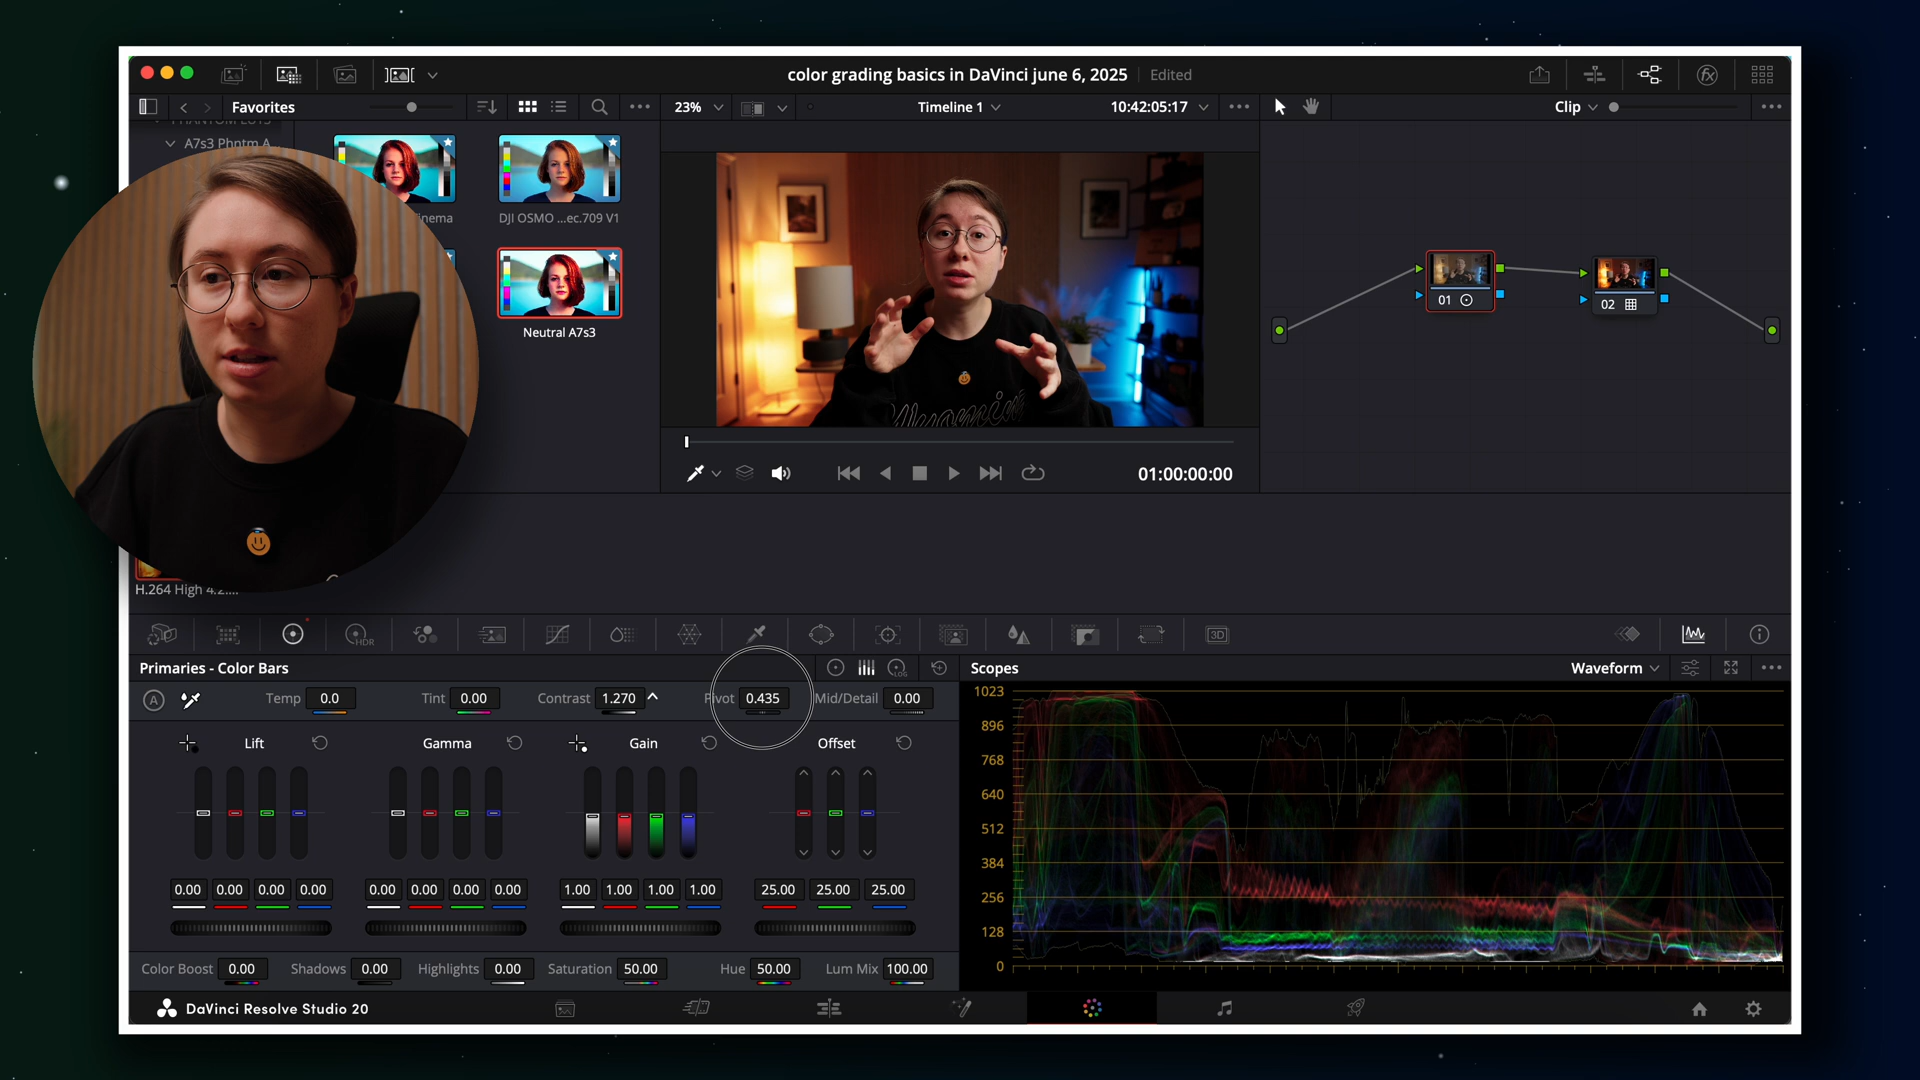 color grading basics in DaVinci june 6, 2025 Edited
Favorites
23%
Timeline 1
10:42:05:17
Clip
A7s3 Phntm A...
DJI OSMO ...ec.709 V1
Neutral A7s3
01
02
01:00:00:00
H.264 High 4.2....
HDR
3D
Primaries - Color Bars
LOG
Scopes
Waveform
A
Temp 0.0
Tint 0.00
Contrast 1.270
Pivot 0.435
Mid/Detail 0.00
Lift
Gamma
Gain
Offset
0.00 0.00 0.00 0.00
0.00 0.00 0.00 0.00
1.00 1.00 1.00 1.00
25.00 25.00 25.00
Color Boost 0.00
Shadows 0.00
Highlights 0.00
Saturation 50.00
Hue 50.00
Lum Mix 100.00
1023
896
768
640
512
384
256
128
0
DaVinci Resolve Studio 20